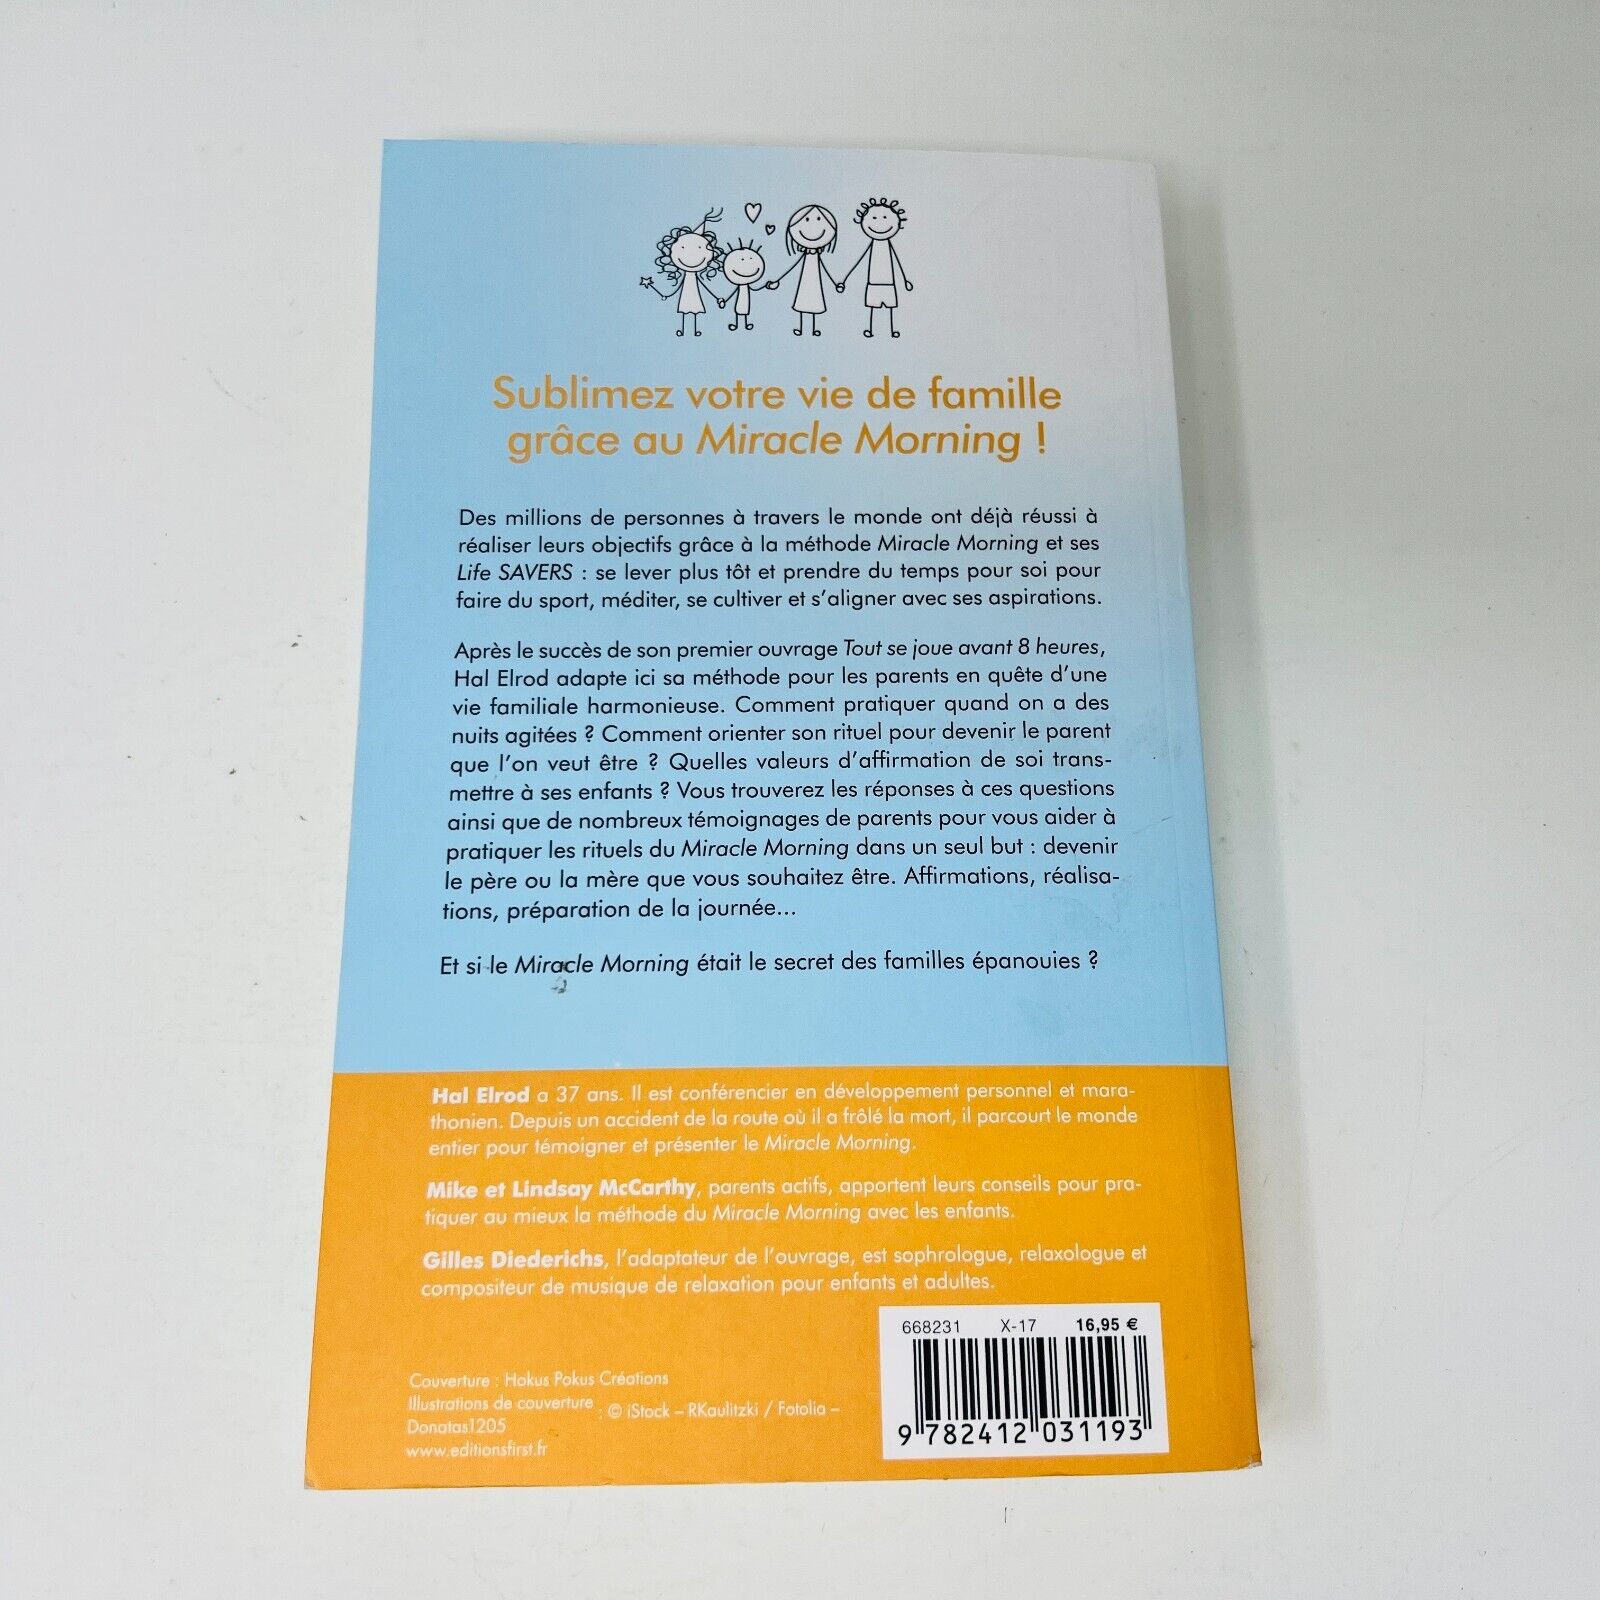 Sublimez votre vie de famille
grâce au Miracle Morning !
Des millions de personnes à travers le monde ont déjà réussi à
réaliser leurs objectifs grâce à la méthode Miracle Morning et ses
Life SAVERS : se lever plus tôt et prendre du temps pour soi pour
faire du sport, méditer, se cultiver et s'aligner avec ses aspirations.
Après le succès de son premier ouvrage Tout se joue avant 8 heures,
Hal Elrod adapte ici sa méthode pour les parents en quête d'une
vie familiale harmonieuse. Comment pratiquer quand on a des
nuits agitées ? Comment orienter son rituel pour devenir le parent
que l'on veut être ? Quelles valeurs d'affirmation de soi trans-
mettre à ses enfants ? Vous trouverez les réponses à ces questions
ainsi que de nombreux témoignages de parents pour vous aider à
pratiquer les rituels du Miracle Morning dans un seul but : devenir
le père ou la mère que vous souhaitez être. Affirmations, réalisa-
tions, préparation de la journée...
Et si le Miracle Morning était le secret des familles épanouies ?
Hal Elrod a 37 ans. Il est conférencier en développement personnel et mara-
thonien. Depuis un accident de la route où il a frôlé la mort, il parcourt le monde
entier pour témoigner et présenter le Miracle Morning.
Mike et Lindsay McCarthy, parents actifs, apportent leurs conseils pour pra-
tiquer au mieux la méthode du Miracle Morning avec les enfants.
Gilles Diederichs, l'adaptateur de l'ouvrage, est sophrologue, relaxologue et
compositeur de musique de relaxation pour enfants et adultes.
668231 X-17 16,95 €
9 782412 031193
Couverture : Hokus Pokus Créations
Illustrations de couverture : © iStock – RKaulitzki / Fotolia –
Donatas1205
www.editionsfirst.fr